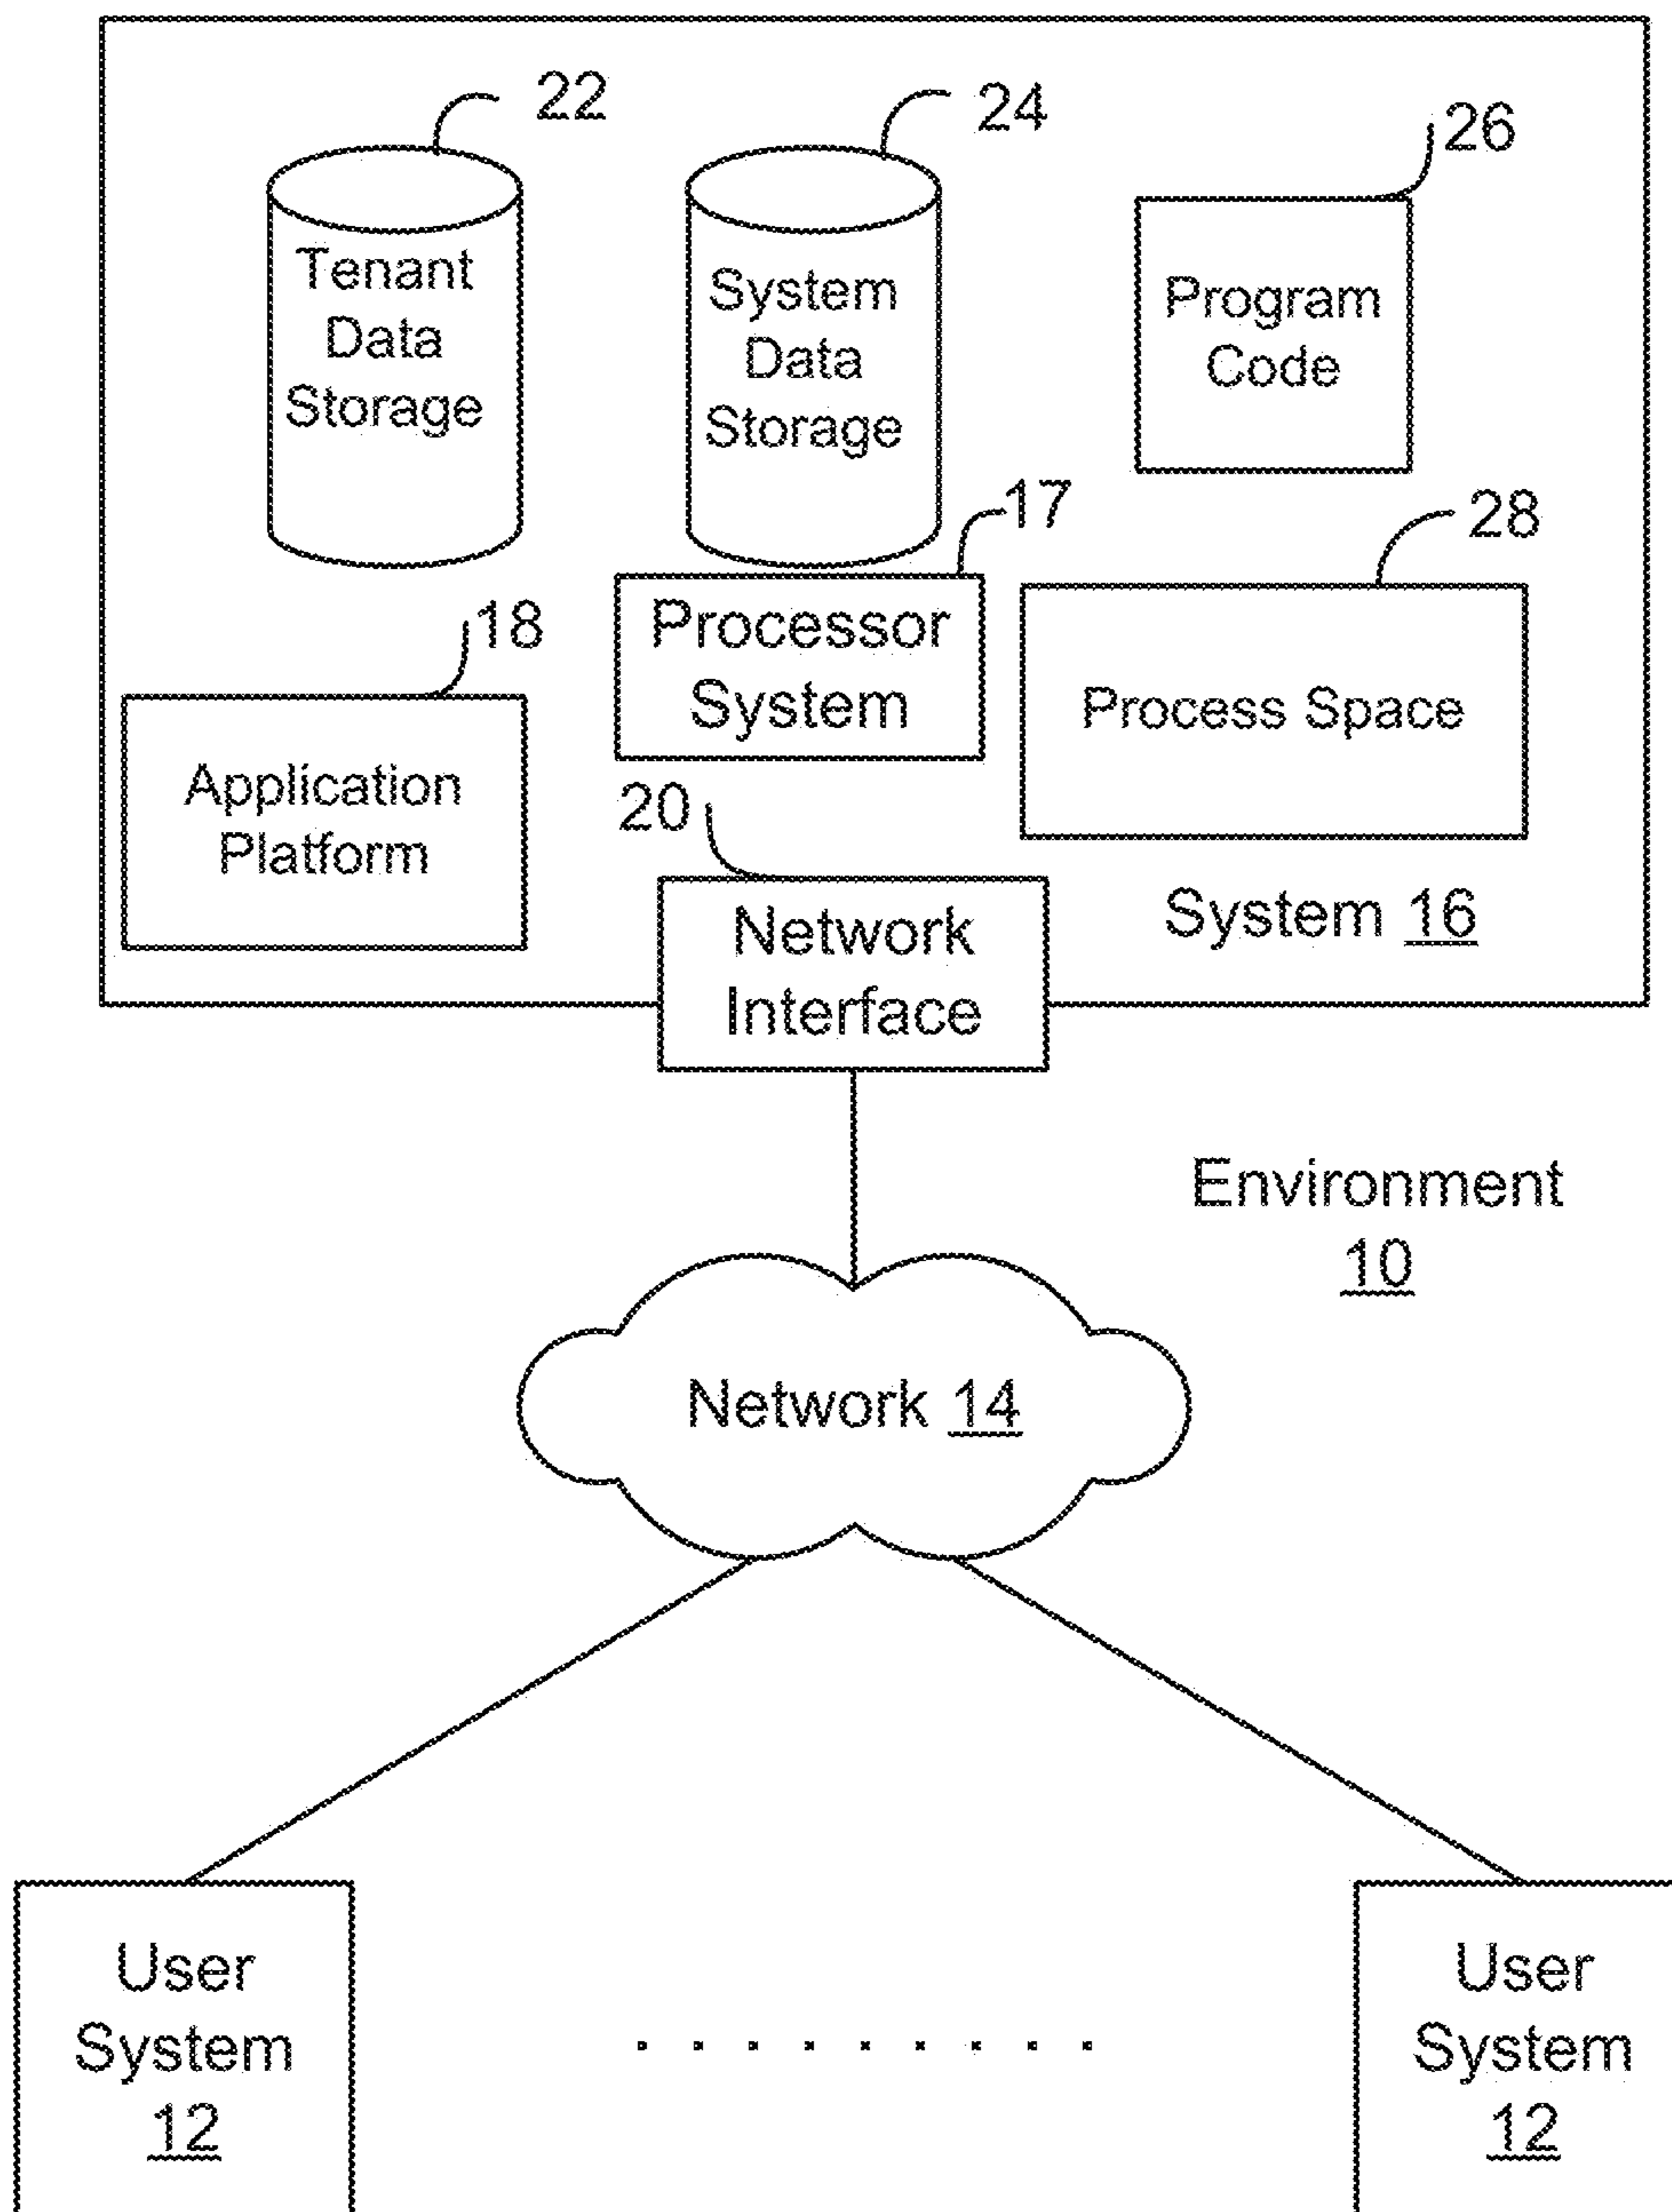 22
24
26
Tenant
Data
Storage
System
Data
Storage
Program
Code
17
28
18
Processor
System
Process Space
Application
Platform
20
Network
Interface
System 16
Environment
10
Network 14
User
System
12
. . . . . . . . .
User
System
12